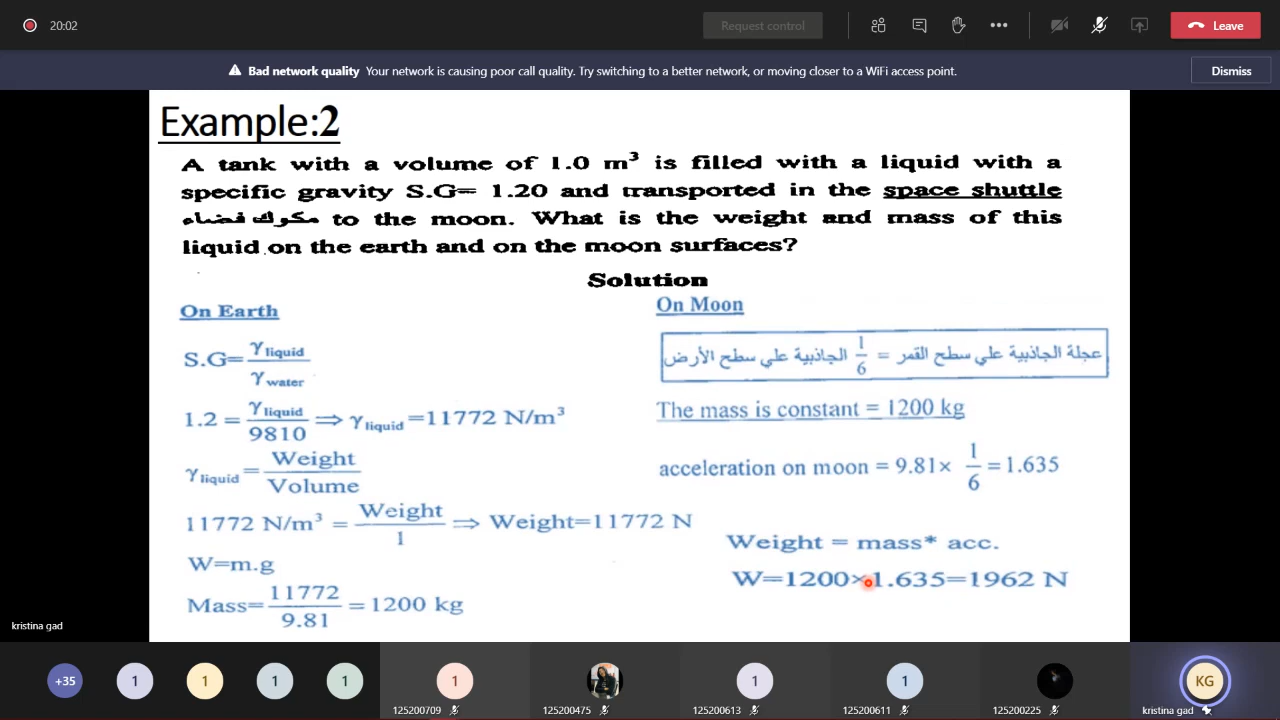 20:02
Request control
Leave
Bad network quality Your network is causing poor call quality. Try switching to a better network, or moving closer to a WiFi access point.
Dismiss
Example:2
A tank with a volume of 1.0 m³ is filled with a liquid with a
specific gravity S.G= 1.20 and transported in the space shuttle
مكوك فضاء to the moon. What is the weight and mass of this
liquid on the earth and on the moon surfaces?
Solution
On Earth
S.G= γ liquid / γ water
1.2 = γ liquid / 9810 ⟹ γ liquid =11772 N/m³
γ liquid = Weight / Volume
11772 N/m³ = Weight / 1 ⟹ Weight=11772 N
W=m.g
Mass= 11772 / 9.81 = 1200 kg
On Moon
عجلة الجاذبية علي سطح القمر = 1/6 الجاذبية علي سطح الأرض
The mass is constant = 1200 kg
acceleration on moon = 9.81× 1/6 = 1.635
Weight = mass* acc.
W=1200×1.635=1962 N
kristina gad
+35
1
1
1
1
1
125200709
125200475
1
125200613
1
125200611
125200225
KG
kristina gad